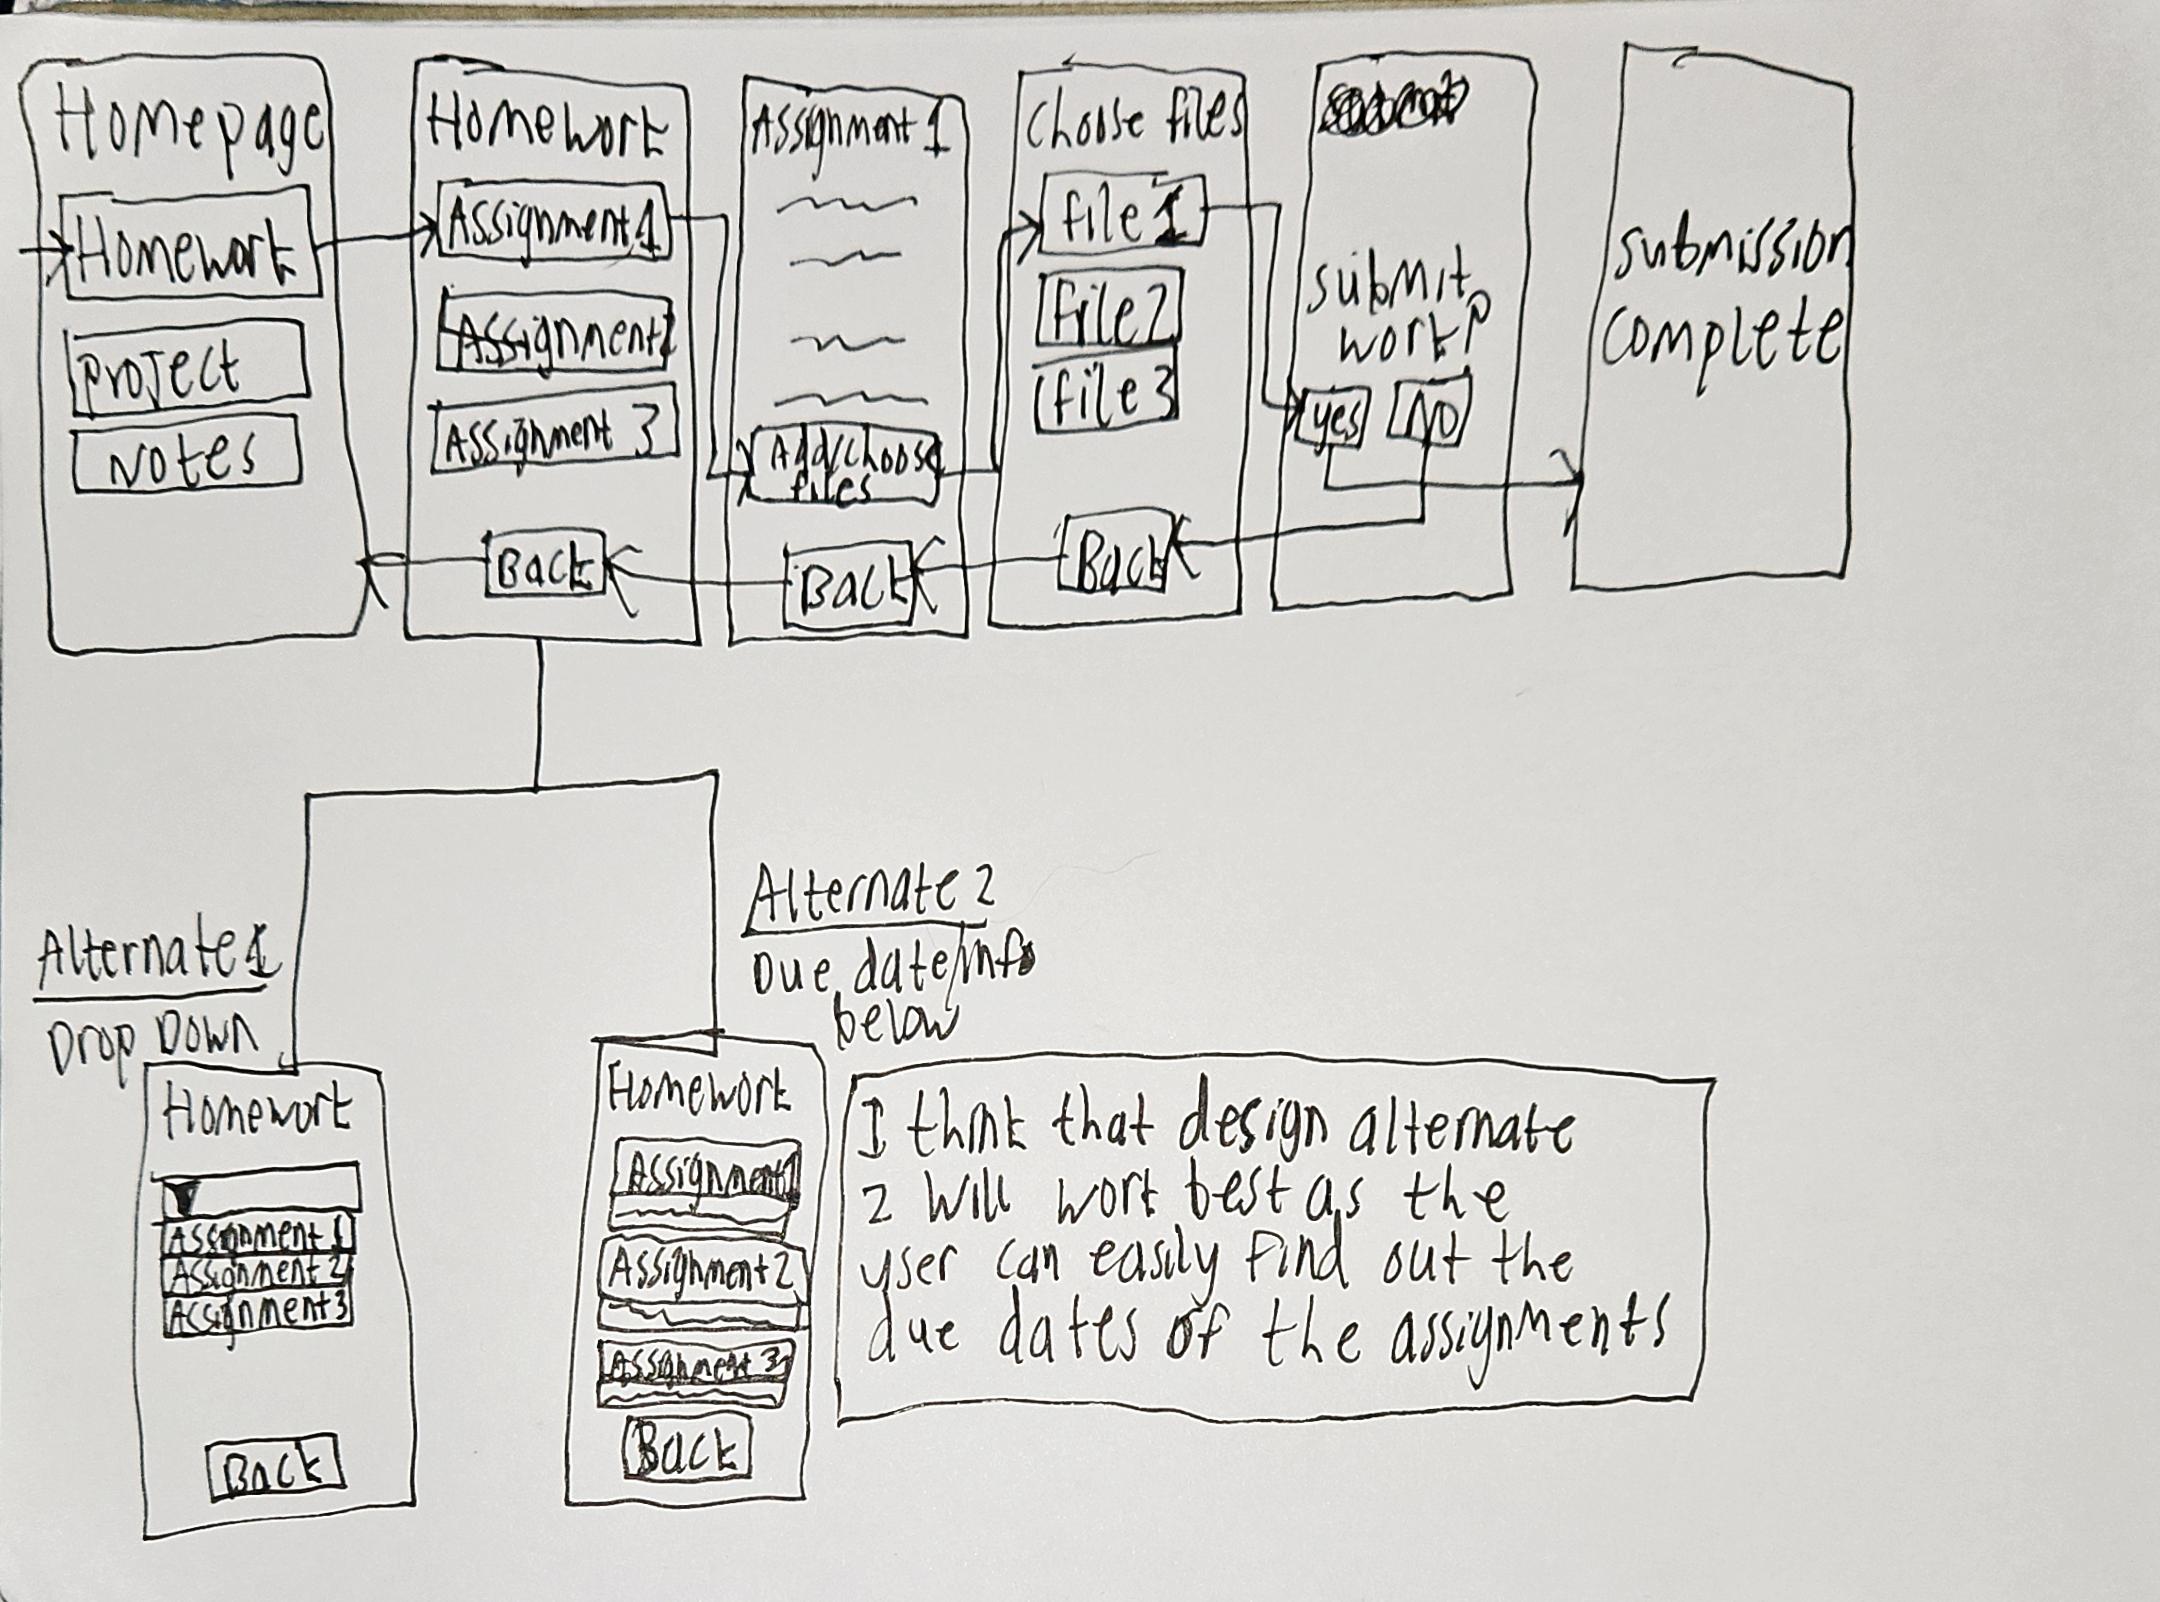 Homepage
Homework
Project
Notes
Homework
Assignment 1
Assignment 2
Assignment 3
Back
Assignment 1
Add/choose
files
Back
Choose files
file 1
file 2
file 3
Back
submit
work?
yes
No
submission
complete
Alternate 1
Drop Down
Homework
Assignment 1
Assignment 2
Assignment 3
Back
Alternate 2
Due date/info
below
Homework
Assignment 1
Assignment 2
Assignment 3
Back
I think that design alternate
2 will work best as the
user can easily find out the
due dates of the assignments